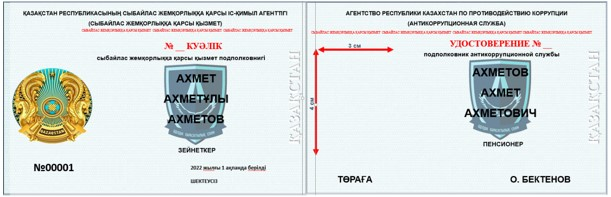 ҚАЗАҚСТАН РЕСПУБЛИКАСЫНЫҢ СЫБАЙЛАС ЖЕМҚОРЛЫҚҚА ҚАРСЫ ІС-ҚИМЫЛ АГЕНТТІГІ
(СЫБАЙЛАС ЖЕМҚОРЛЫҚҚА ҚАРСЫ ҚЫЗМЕТ)
№ __ КУӘЛІК
сыбайлас жемқорлыққа қарсы қызмет подполковнигі
АХМЕТ
АХМЕТҰЛЫ
АХМЕТОВ
ЗЕЙНЕТКЕР
ҚАЗАҚСТАН
№00001
2022 жылғы 1 ақпанда берілді
ШЕКТЕУСІЗ
АГЕНТСТВО РЕСПУБЛИКИ КАЗАХСТАН ПО ПРОТИВОДЕЙСТВИЮ КОРРУПЦИИ
(АНТИКОРРУПЦИОННАЯ СЛУЖБА)
3 см
4 см
УДОСТОВЕРЕНИЕ № __
подполковник антикоррупционной службы
АХМЕТОВ
АХМЕТ
АХМЕТОВИЧ
ПЕНСИОНЕР
ҚАЗАҚСТАН
ТӨРАҒА
О. БЕКТЕНОВ